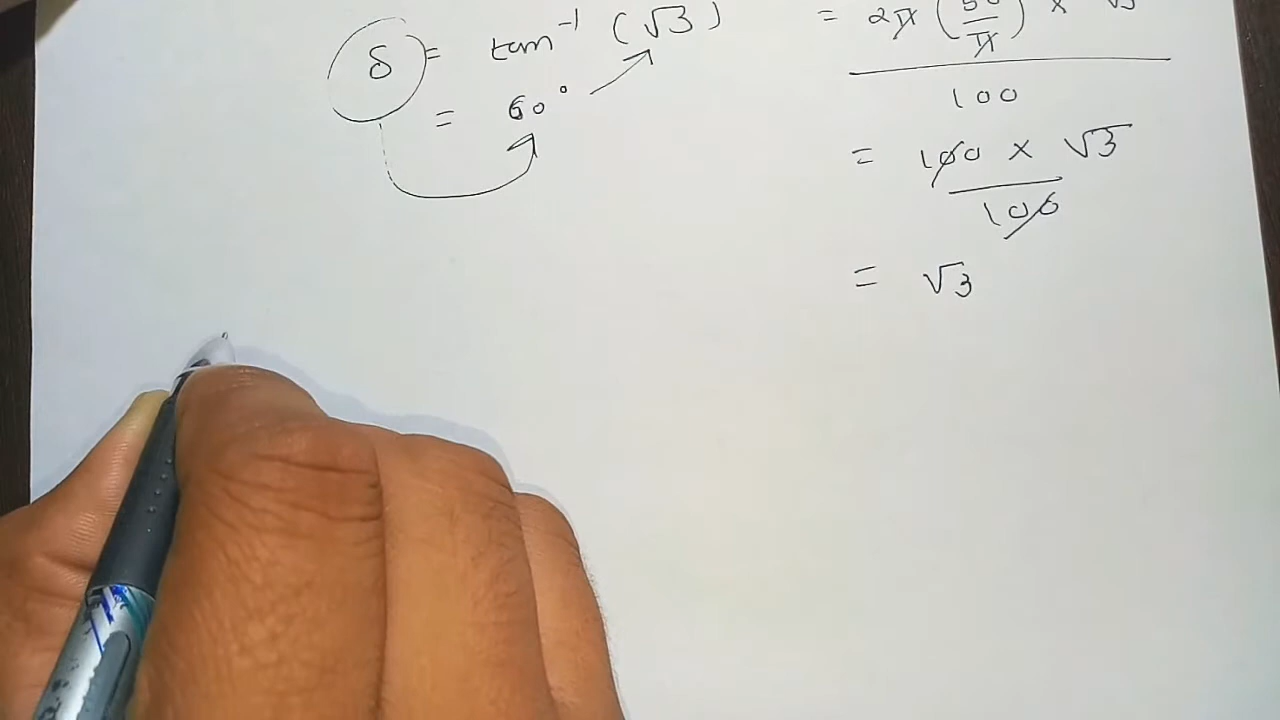 δ = tan⁻¹ (√3)
= 60°
= 2π (50/π) × √3
100
= 100 × √3
100
= √3